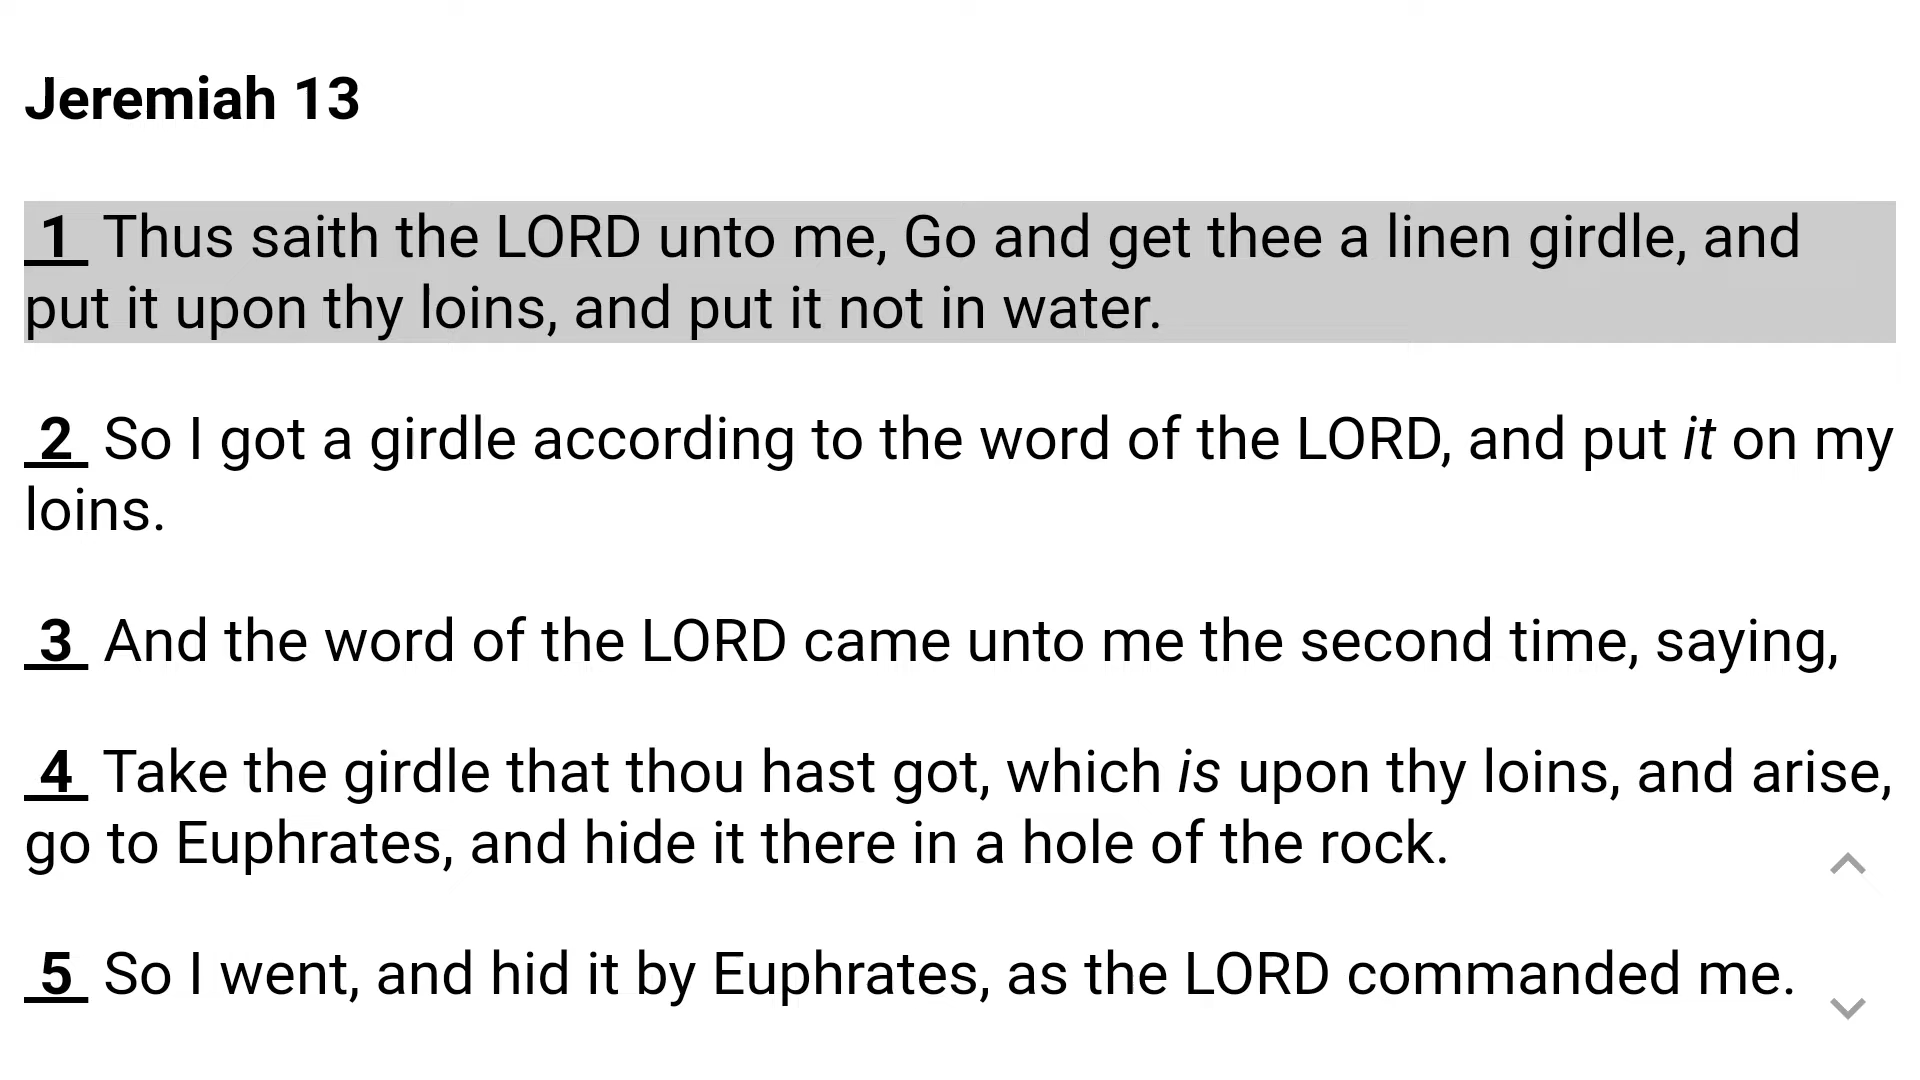 Jeremiah 13
1 Thus saith the LORD unto me, Go and get thee a linen girdle, and
put it upon thy loins, and put it not in water.
2 So I got a girdle according to the word of the LORD, and put it on my
loins.
3 And the word of the LORD came unto me the second time, saying,
4 Take the girdle that thou hast got, which is upon thy loins, and arise,
go to Euphrates, and hide it there in a hole of the rock.
5 So I went, and hid it by Euphrates, as the LORD commanded me.